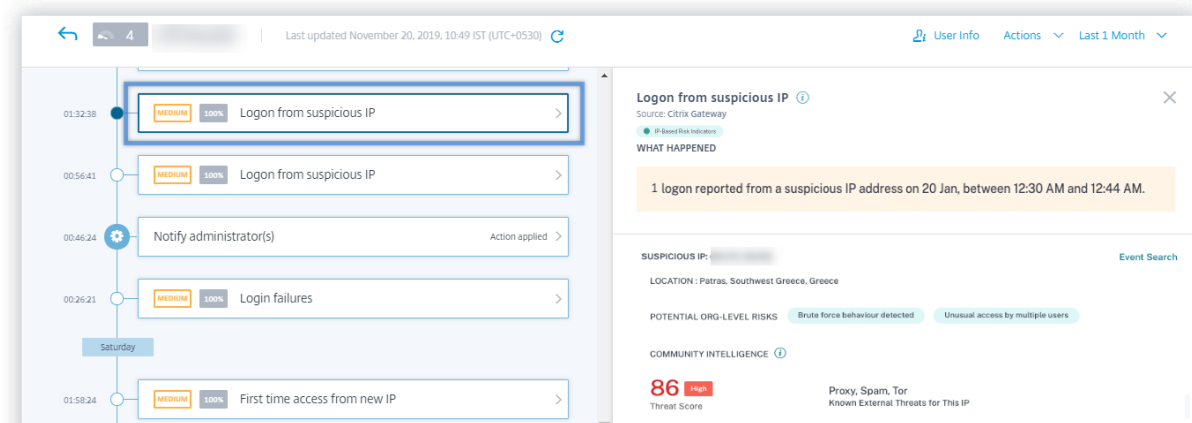 4
Last updated November 20, 2019, 10:49 IST (UTC+0530)
User Info
Actions
Last 1 Month
01:32:38
MEDIUM 100% Logon from suspicious IP
00:56:41
MEDIUM 100% Logon from suspicious IP
00:46:24
Notify administrator(s)
Action applied
00:26:21
MEDIUM 100% Login failures
Saturday
01:58:24
MEDIUM 100% First time access from new IP
Logon from suspicious IP
Source: Citrix Gateway
IP-Based Risk Indicators
WHAT HAPPENED
1 logon reported from a suspicious IP address on 20 Jan, between 12:30 AM and 12:44 AM.
SUSPICIOUS IP:
Event Search
LOCATION : Patras, Southwest Greece, Greece
POTENTIAL ORG-LEVEL RISKS Brute force behaviour detected Unusual access by multiple users
COMMUNITY INTELLIGENCE
86 High
Threat Score
Proxy, Spam, Tor
Known External Threats for This IP